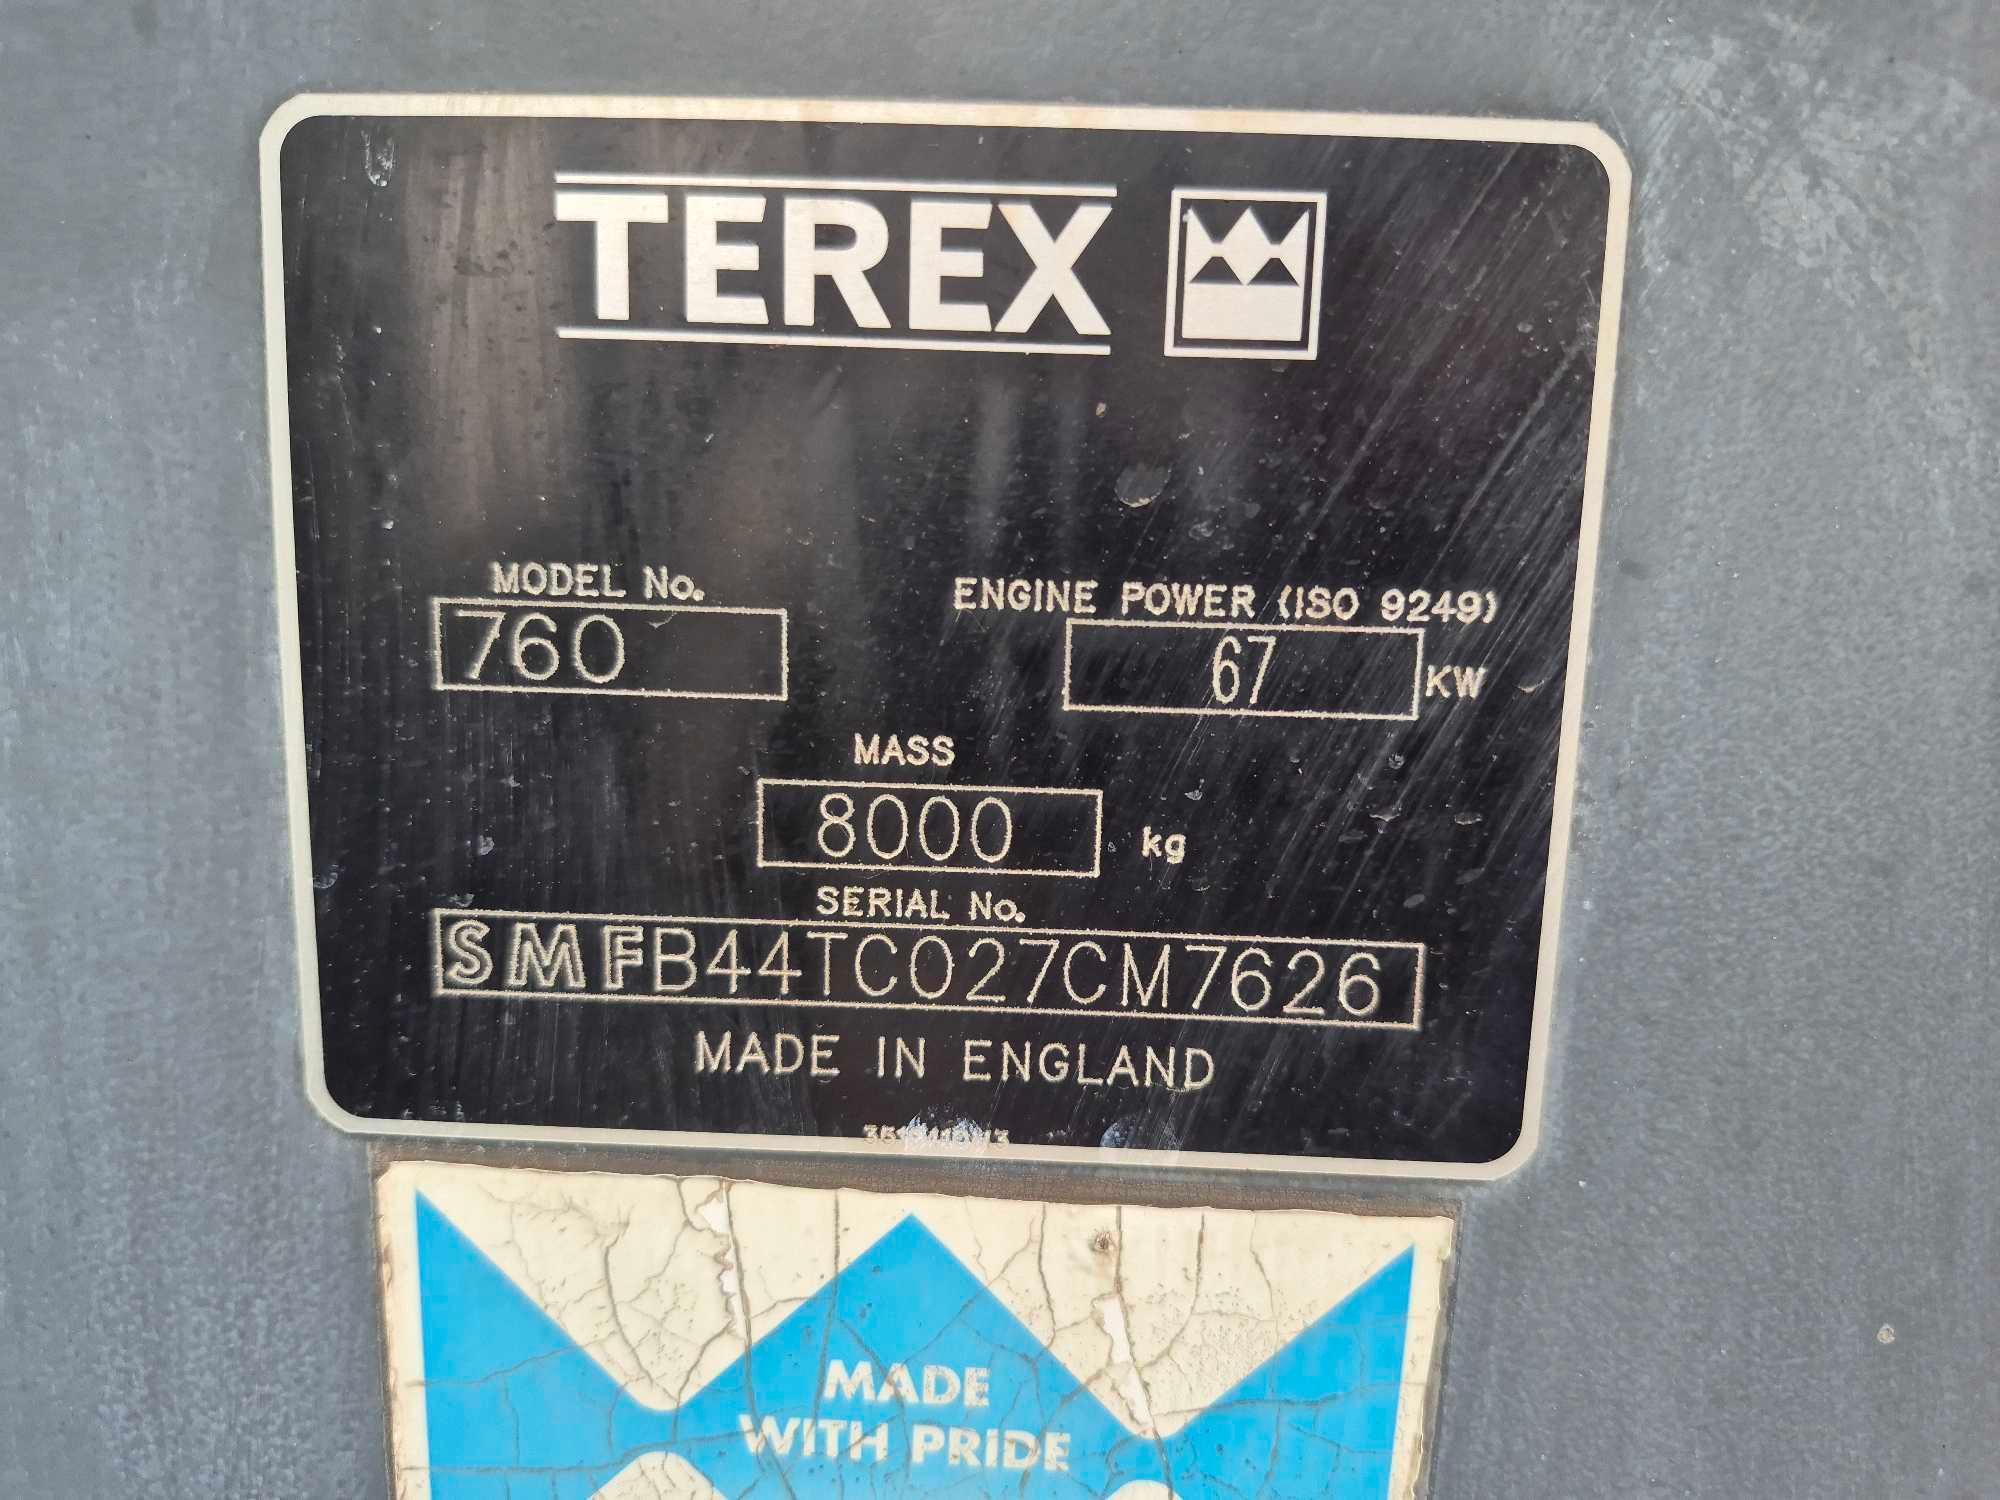 TEREX
MODEL No.
760
ENGINE POWER (ISO 9249)
67 KW
MASS
8000 kg
SERIAL No.
SMFB44TC027CM7626
MADE IN ENGLAND
MADE
WITH PRIDE